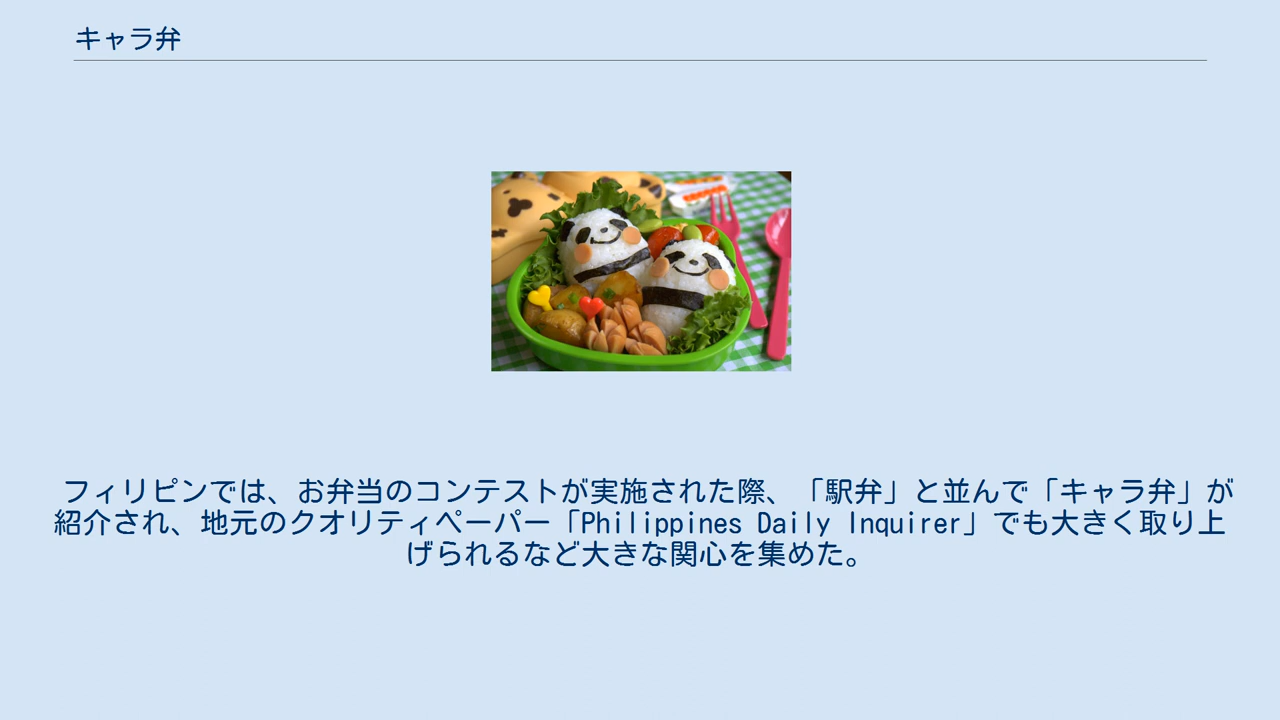 キャラ弁
フィリピンでは、お弁当のコンテストが実施された際、「駅弁」と並んで「キャラ弁」が
紹介され、地元のクオリティペーパー「Philippines Daily Inquirer」でも大きく取り上
げられるなど大きな関心を集めた。